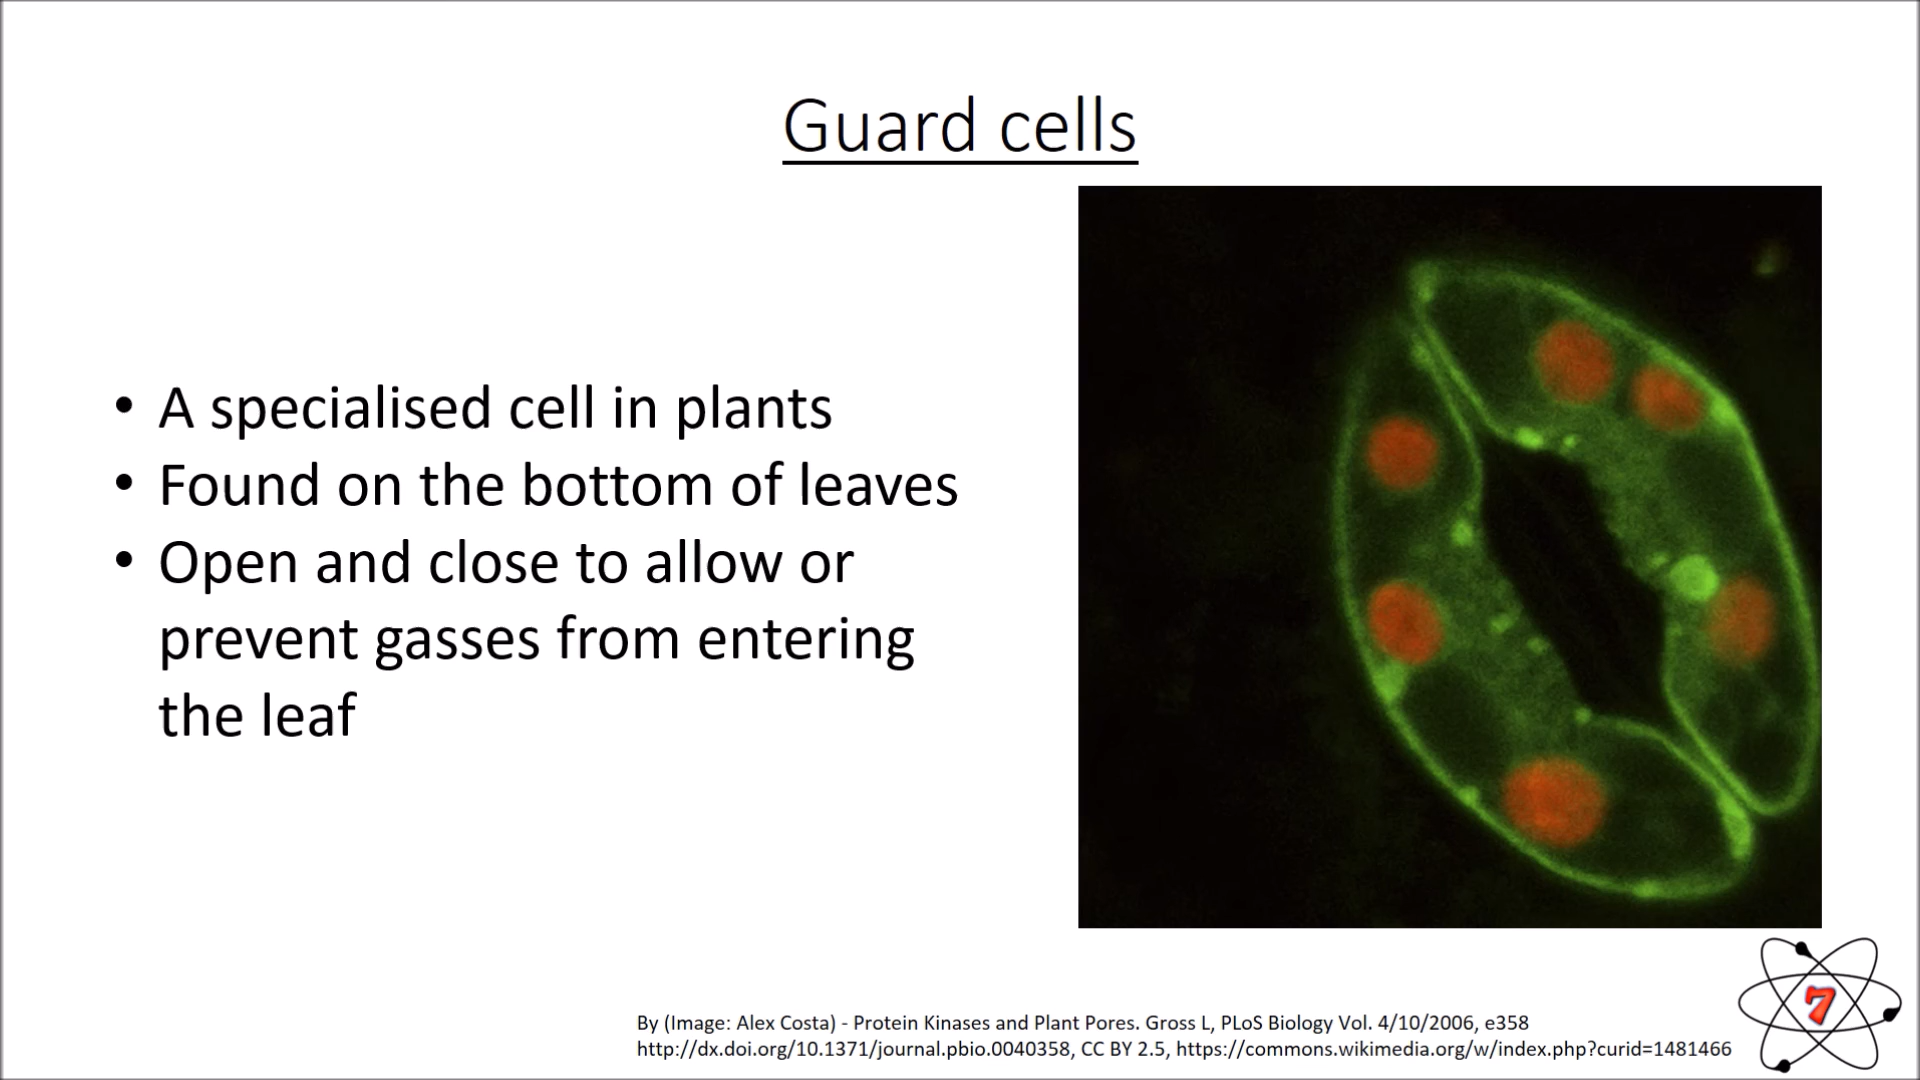 Guard cells
• A specialised cell in plants
• Found on the bottom of leaves
• Open and close to allow or
prevent gasses from entering
the leaf
By (Image: Alex Costa) - Protein Kinases and Plant Pores. Gross L, PLoS Biology Vol. 4/10/2006, e358
http://dx.doi.org/10.1371/journal.pbio.0040358, CC BY 2.5, https://commons.wikimedia.org/w/index.php?curid=1481466
7